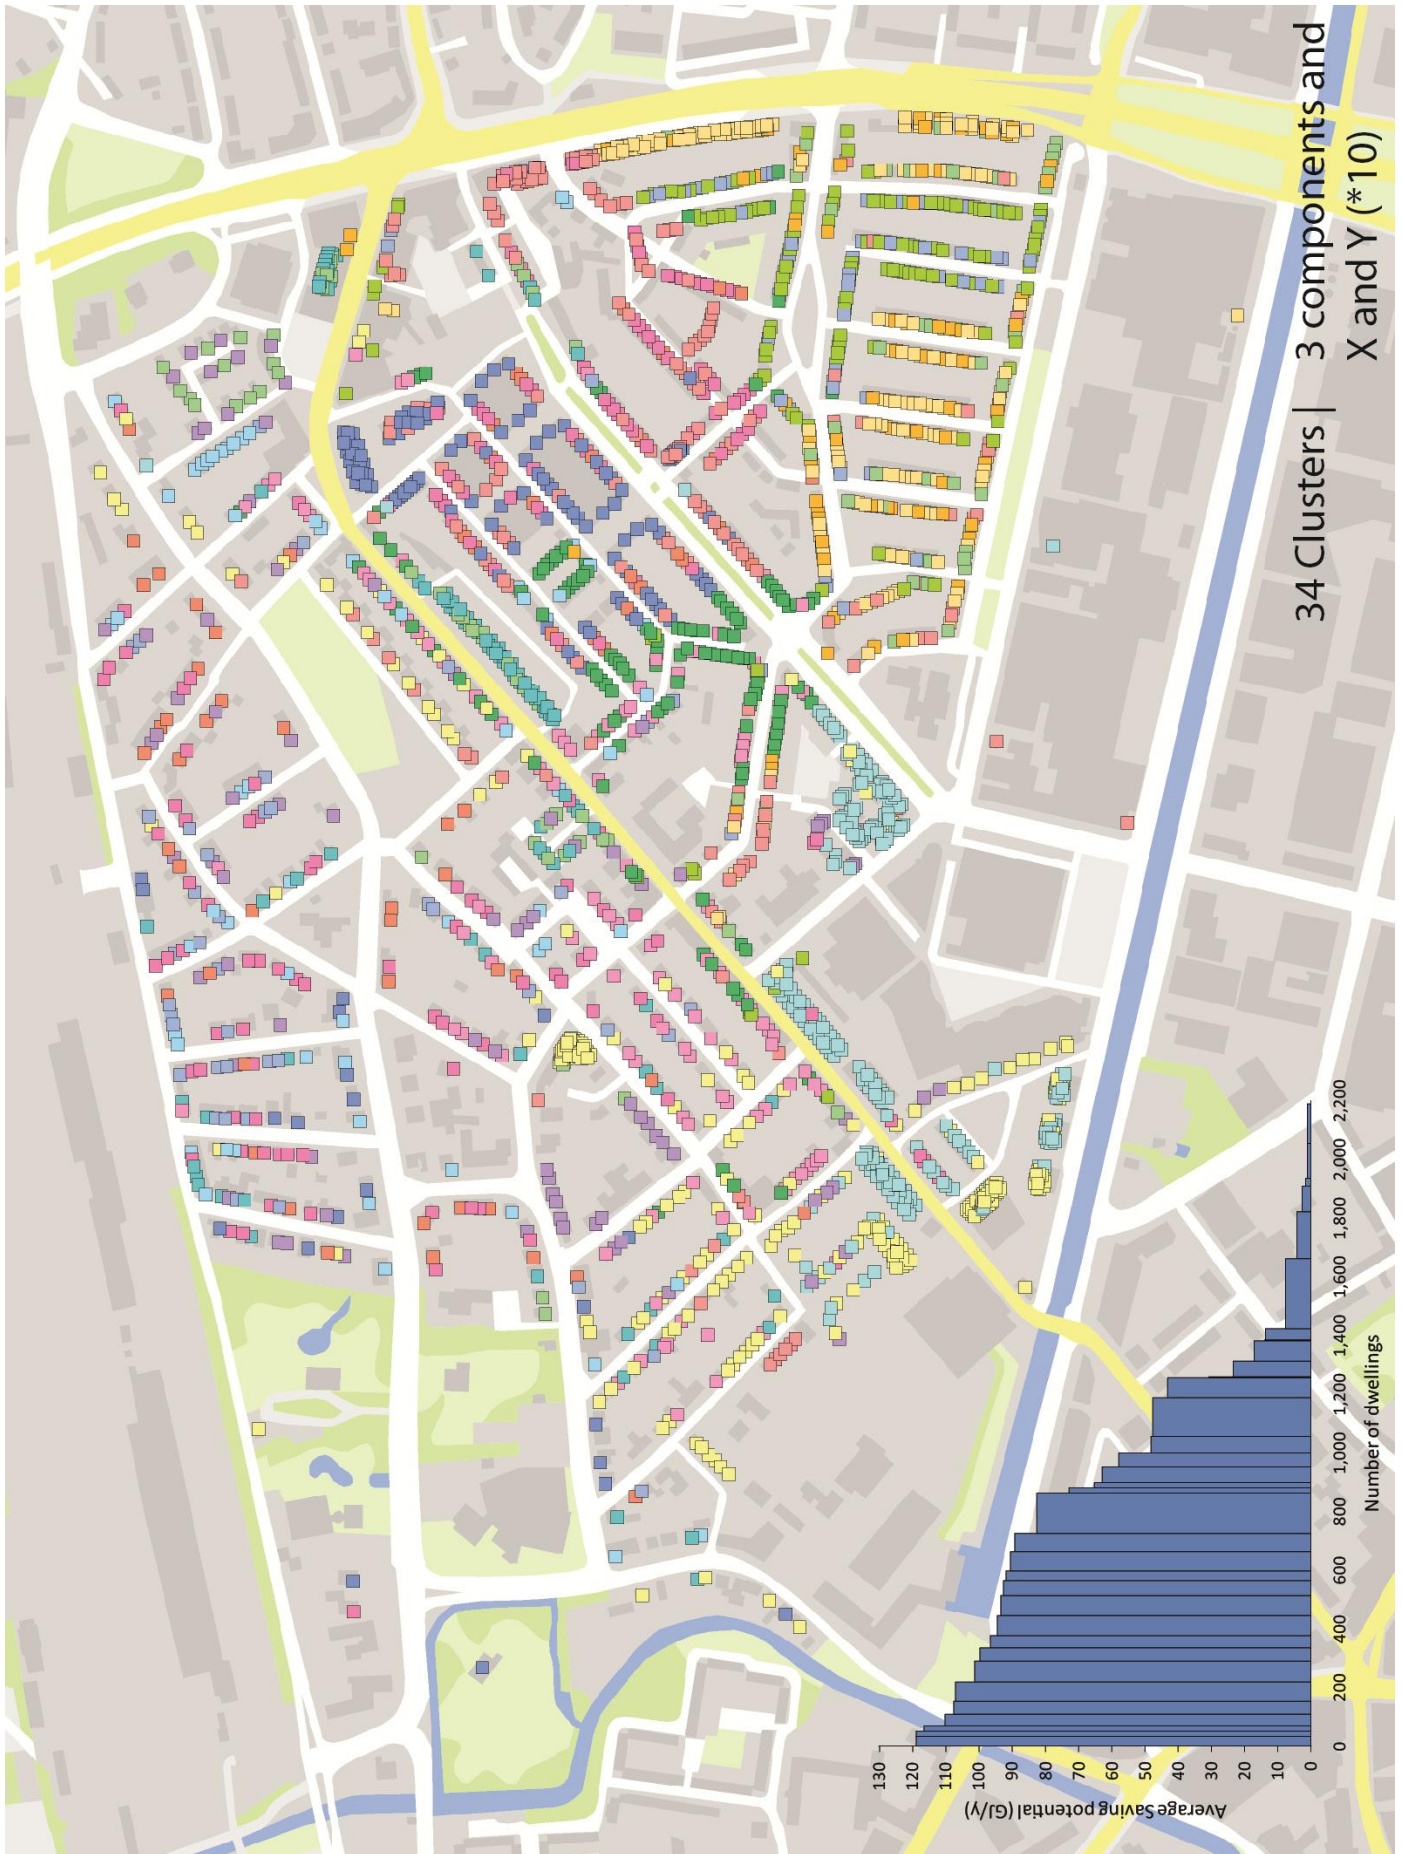 34 Clusters | 3 components and
X and Y (*10)
Average Saving potential (GJ/y)
130
120
110
100
90
80
70
60
50
40
30
20
10
0
0 200 400 600 800 1,000 1,200 1,400 1,600 1,800 2,000 2,200
Number of dwellings